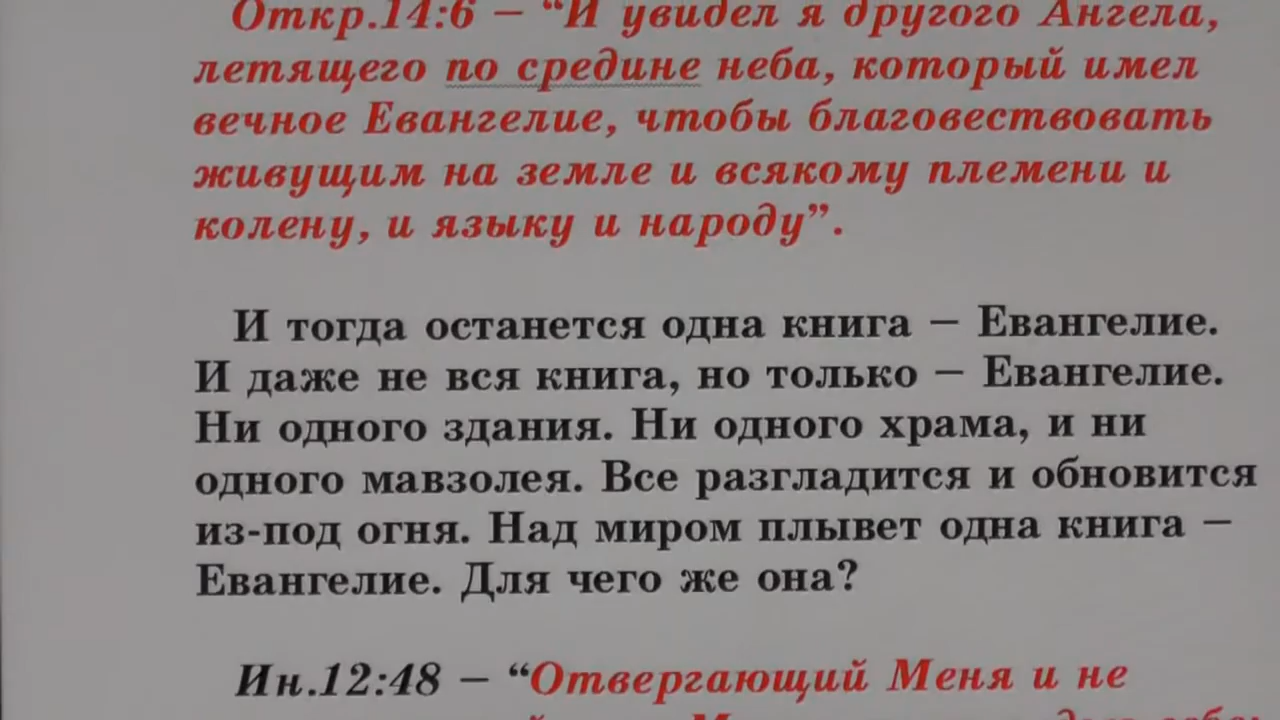 Откр.14:6 – “И увидел я другого Ангела,
летящего по средине неба, который имел
вечное Евангелие, чтобы благовествовать
живущим на земле и всякому племени и
колену, и языку и народу”.
И тогда останется одна книга – Евангелие.
И даже не вся книга, но только – Евангелие.
Ни одного здания. Ни одного храма, и ни
одного мавзолея. Все разгладится и обновится
из-под огня. Над миром плывет одна книга –
Евангелие. Для чего же она?
Ин.12:48 – “Отвергающий Меня и не